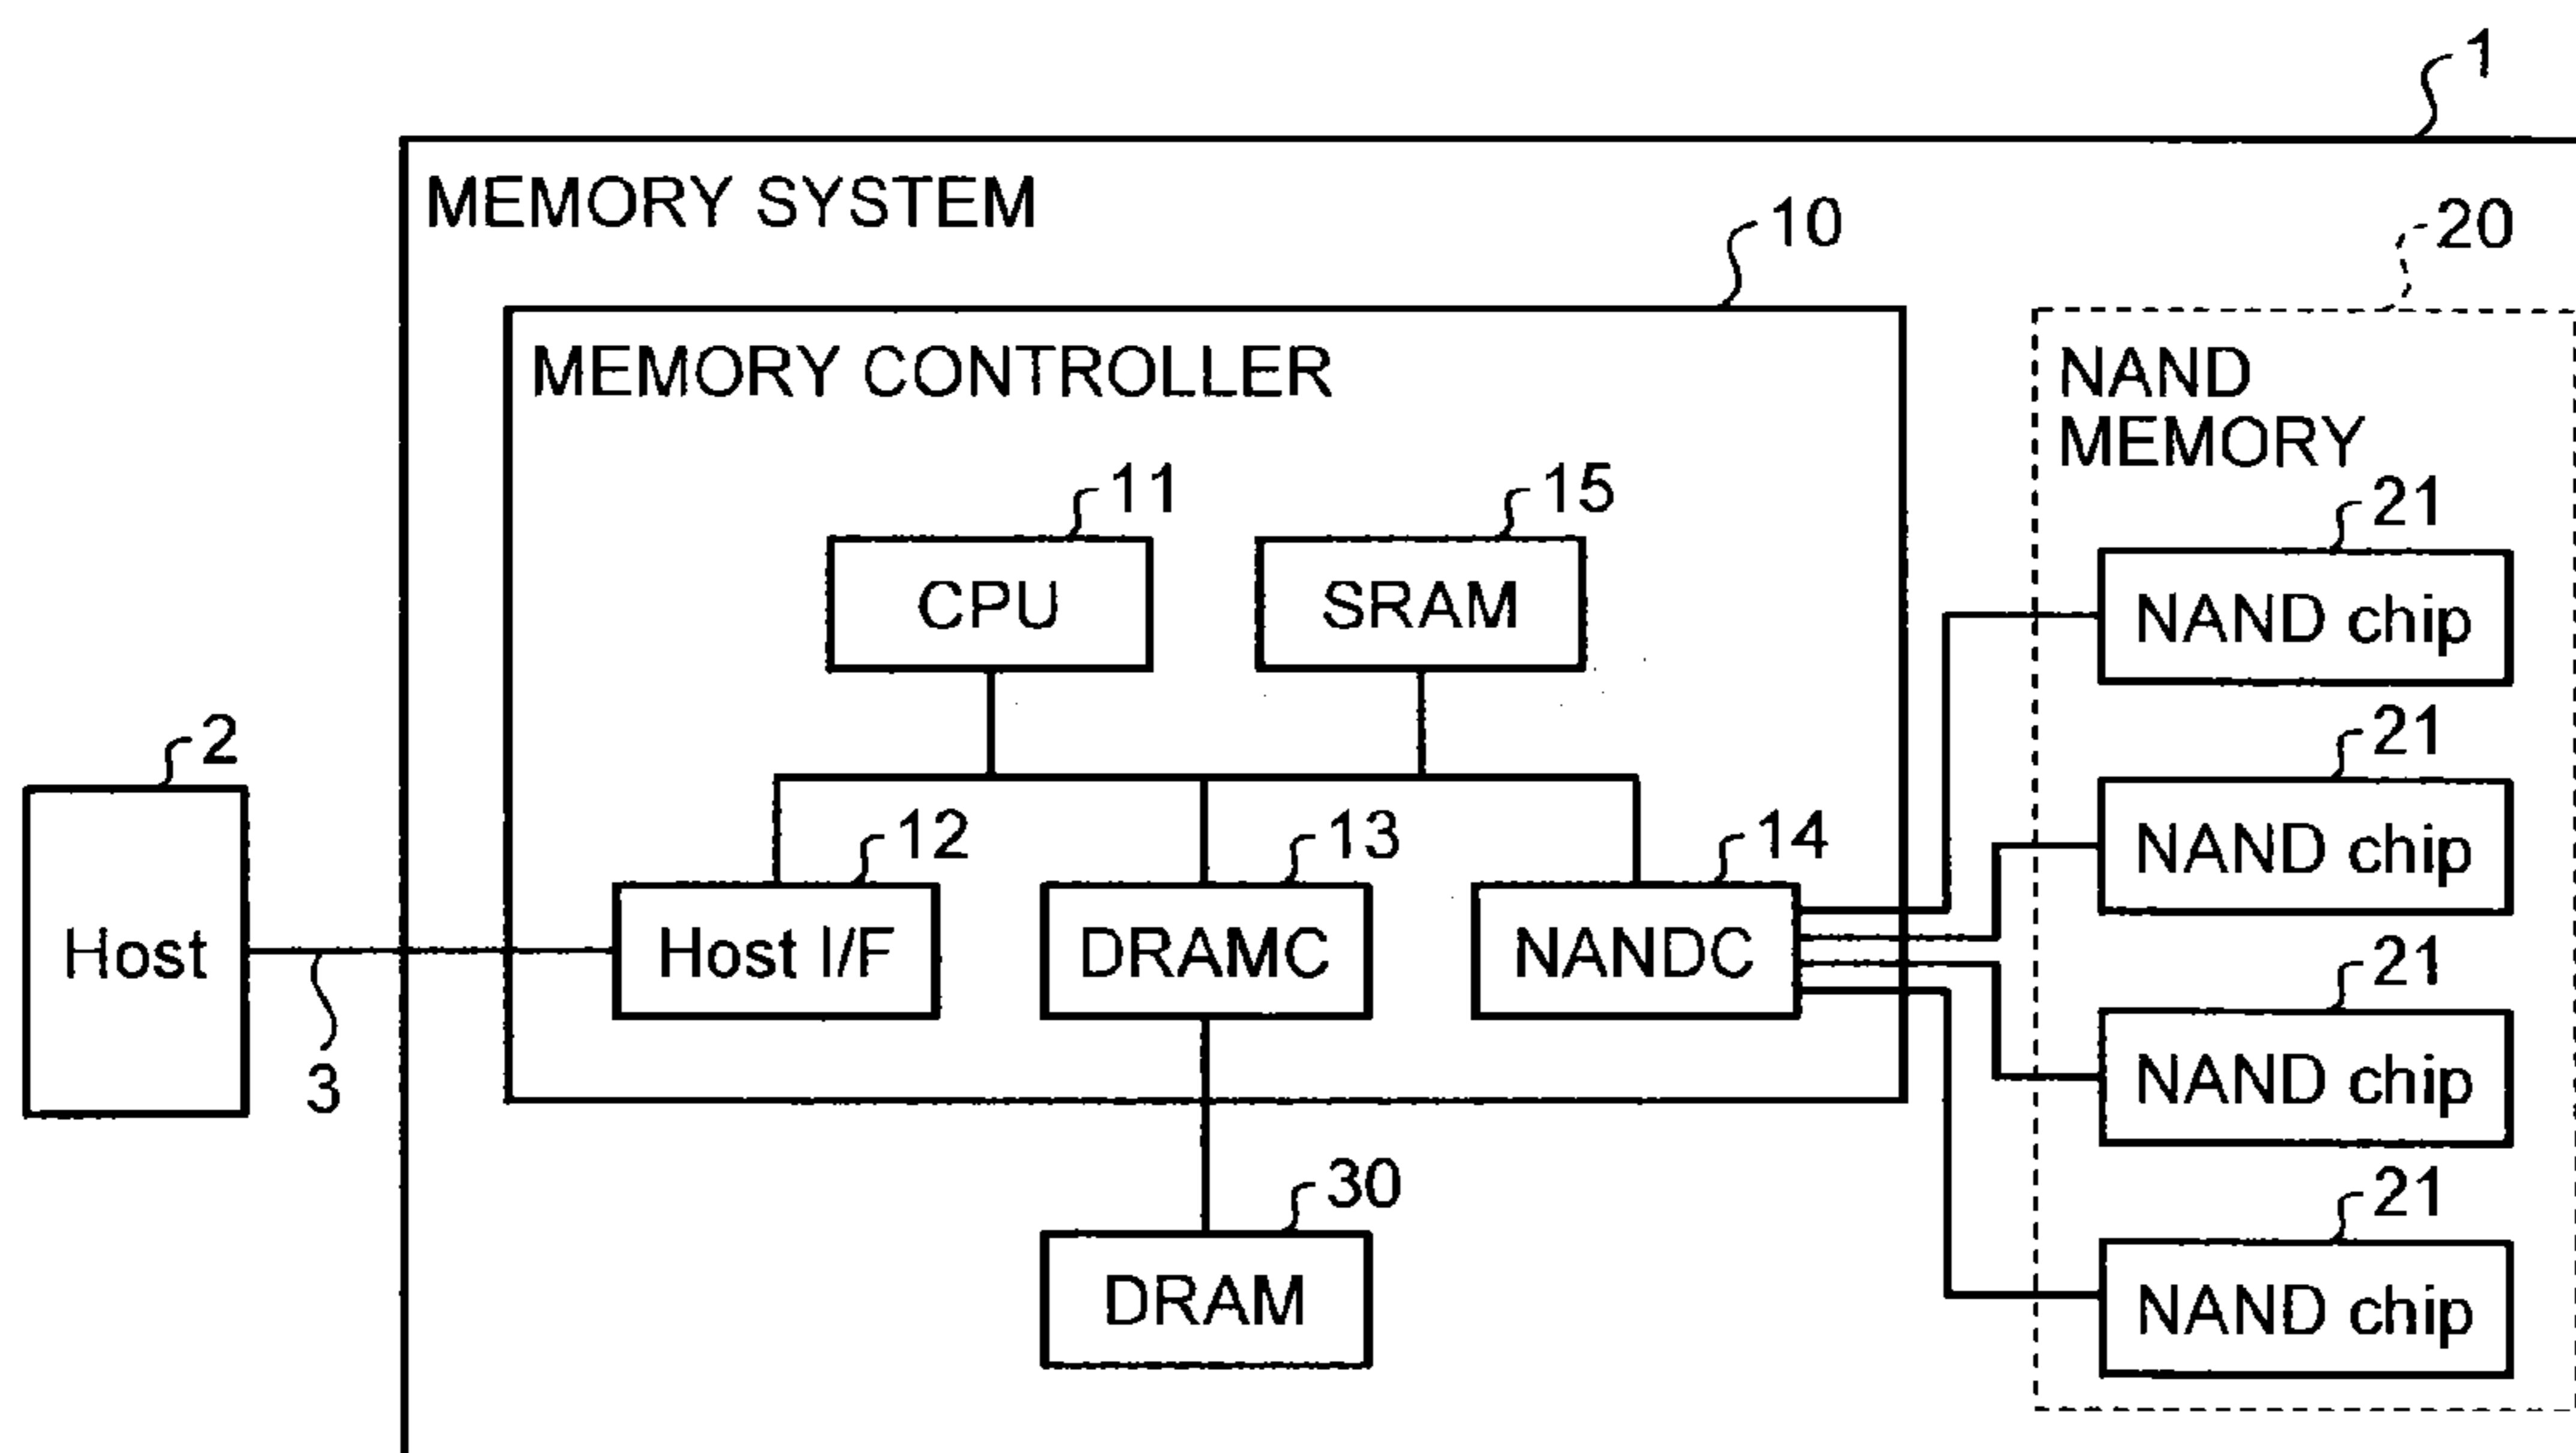 1
MEMORY SYSTEM
10
20
MEMORY CONTROLLER
NAND
MEMORY
11
15
21
CPU
SRAM
NAND chip
2
21
12
13
14
NAND chip
Host
Host I/F
DRAMC
NANDC
21
3
NAND chip
30
21
DRAM
NAND chip